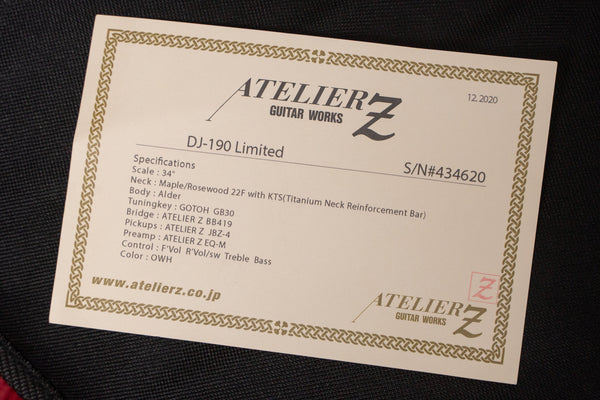 ATELIER Z
GUITAR WORKS
12, 2020
DJ-190 Limited
S/N#434620
Specifications
Scale : 34"
Neck : Maple/Rosewood 22F with KTS(Titanium Neck Reinforcement Bar)
Body : Alder
Tuningkey : GOTOH GB30
Bridge : ATELIER Z BB419
Pickups : ATELIER Z JBZ-4
Preamp : ATELIER Z EQ-M
Control : F'Vol R'Vol/sw Treble Bass
Color : OWH
www.atelierz.co.jp
Z
ATELIER Z
GUITAR WORKS